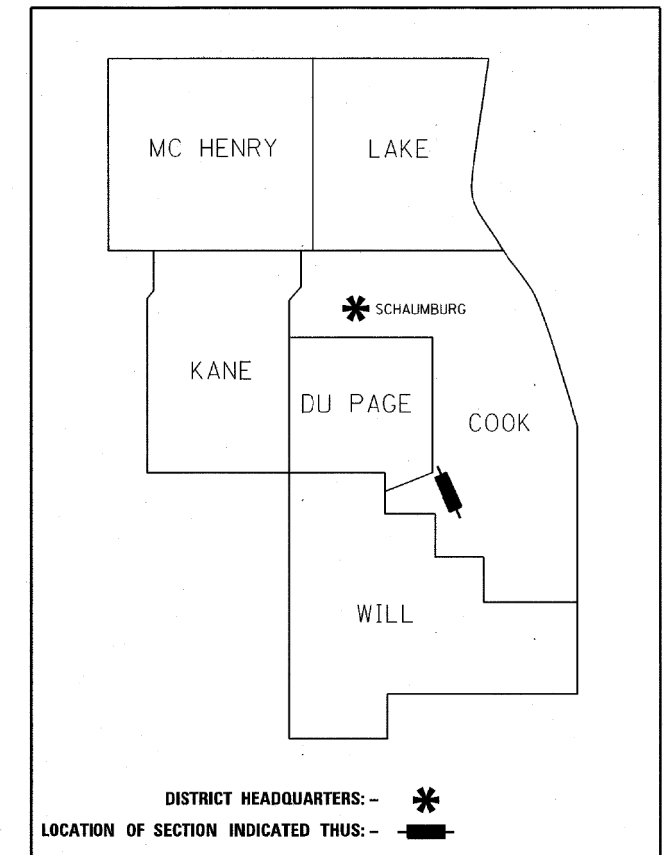 MC HENRY
LAKE
SCHAUMBURG
KANE
DU PAGE
COOK
WILL
DISTRICT HEADQUARTERS: -
LOCATION OF SECTION INDICATED THUS: -